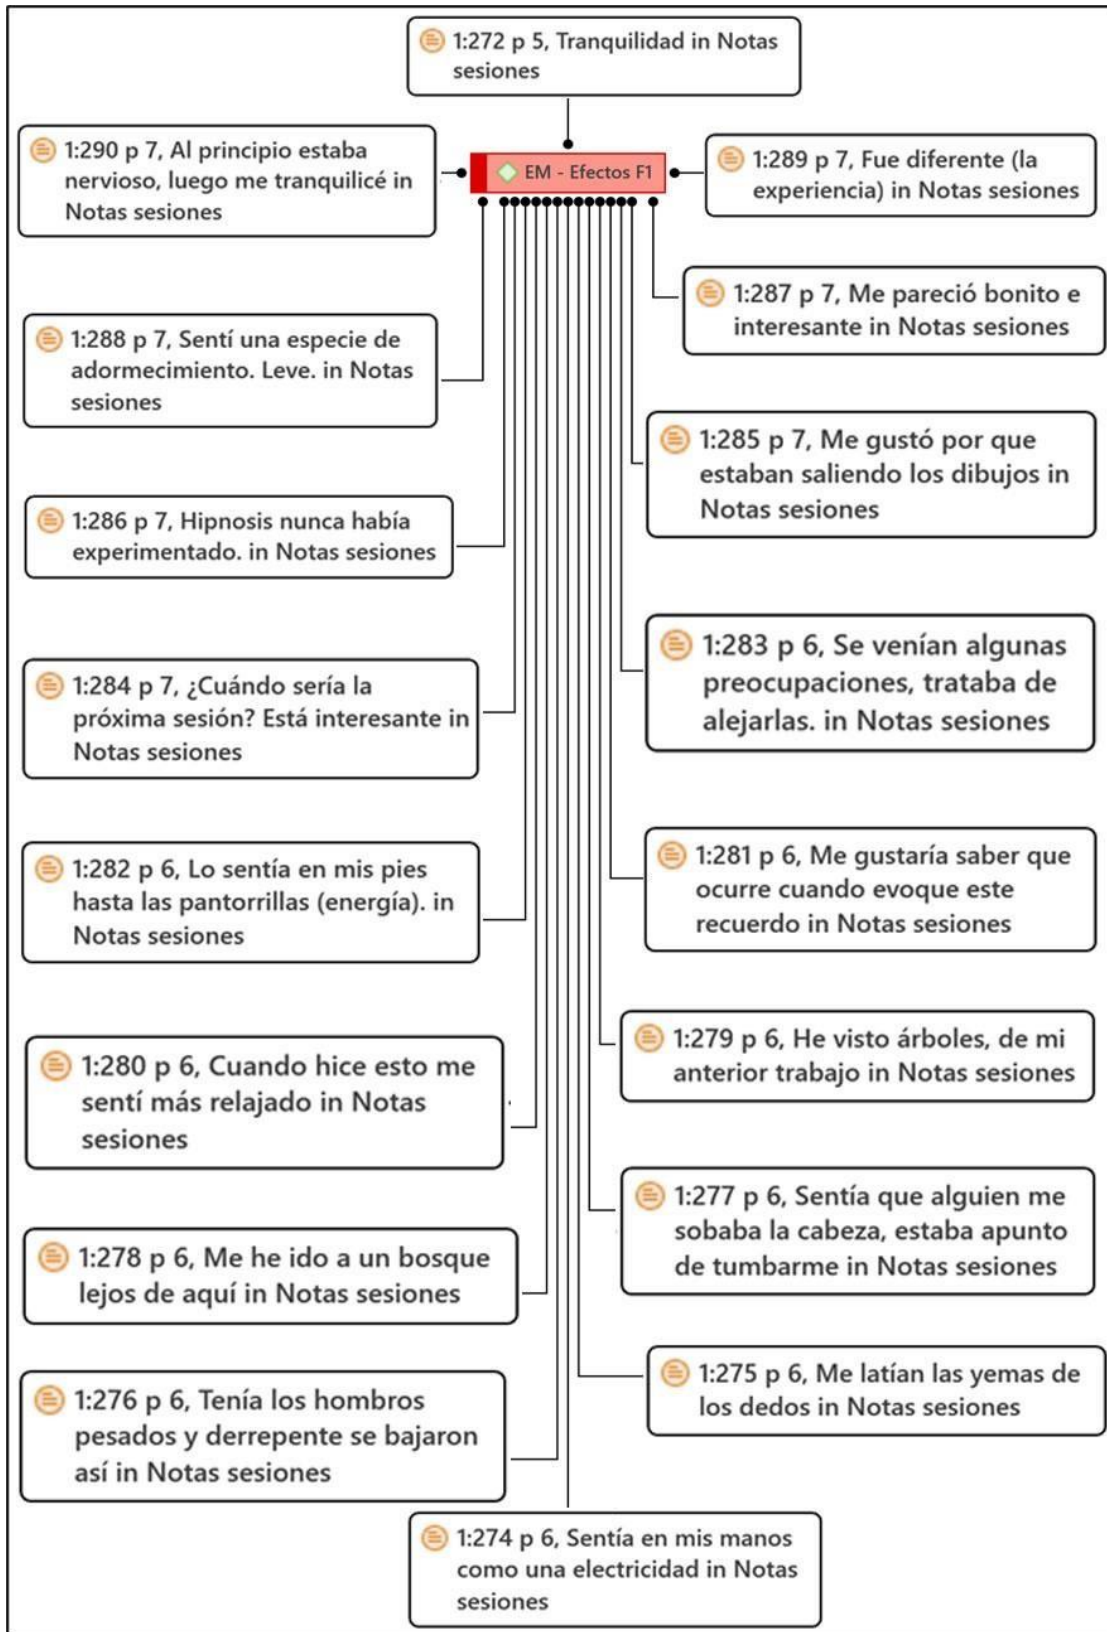 1:272 p 5, Tranquilidad in Notas
sesiones
1:290 p 7, Al principio estaba
nervioso, luego me tranquilicé in
Notas sesiones
EM - Efectos F1
1:289 p 7, Fue diferente (la
experiencia) in Notas sesiones
1:287 p 7, Me pareció bonito e
interesante in Notas sesiones
1:288 p 7, Sentí una especie de
adormecimiento. Leve. in Notas
sesiones
1:285 p 7, Me gustó por que
estaban saliendo los dibujos in
Notas sesiones
1:286 p 7, Hipnosis nunca había
experimentado. in Notas sesiones
1:283 p 6, Se venían algunas
preocupaciones, trataba de
alejarlas. in Notas sesiones
1:284 p 7, ¿Cuándo sería la
próxima sesión? Está interesante in
Notas sesiones
1:281 p 6, Me gustaría saber que
ocurre cuando evoque este
recuerdo in Notas sesiones
1:282 p 6, Lo sentía en mis pies
hasta las pantorrillas (energía). in
Notas sesiones
1:279 p 6, He visto árboles, de mi
anterior trabajo in Notas sesiones
1:280 p 6, Cuando hice esto me
sentí más relajado in Notas
sesiones
1:277 p 6, Sentía que alguien me
sobaba la cabeza, estaba apunto
de tumbarme in Notas sesiones
1:278 p 6, Me he ido a un bosque
lejos de aquí in Notas sesiones
1:275 p 6, Me latían las yemas de
los dedos in Notas sesiones
1:276 p 6, Tenía los hombros
pesados y derrepente se bajaron
así in Notas sesiones
1:274 p 6, Sentía en mis manos
como una electricidad in Notas
sesiones